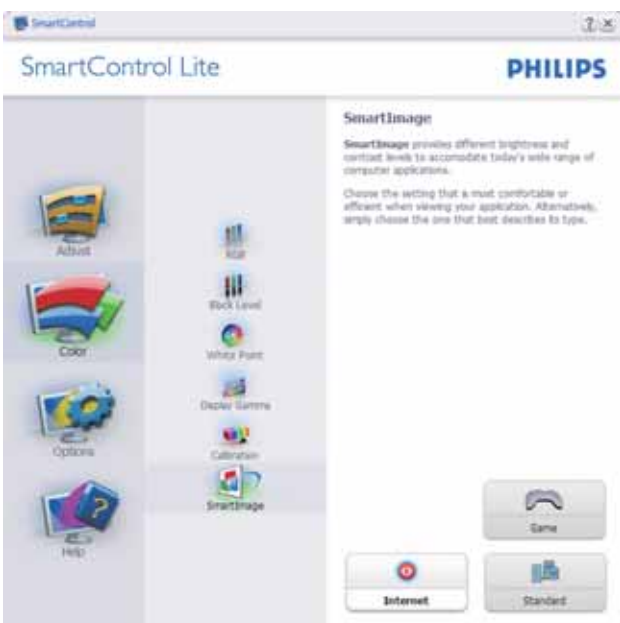 SmartControl
SmartControl Lite
PHILIPS
SmartImage
SmartImage provides different brightness and
contrast levels to accomodate today's wide range of
computer applications.
Choose the setting that is most comfortable or
efficient when viewing your application. Alternatively,
simply choose the one that best describes its type.
Adjust
Color
Options
Help
RGB
Black Level
White Point
Display Gamma
Calibration
SmartImage
Game
Internet
Standard